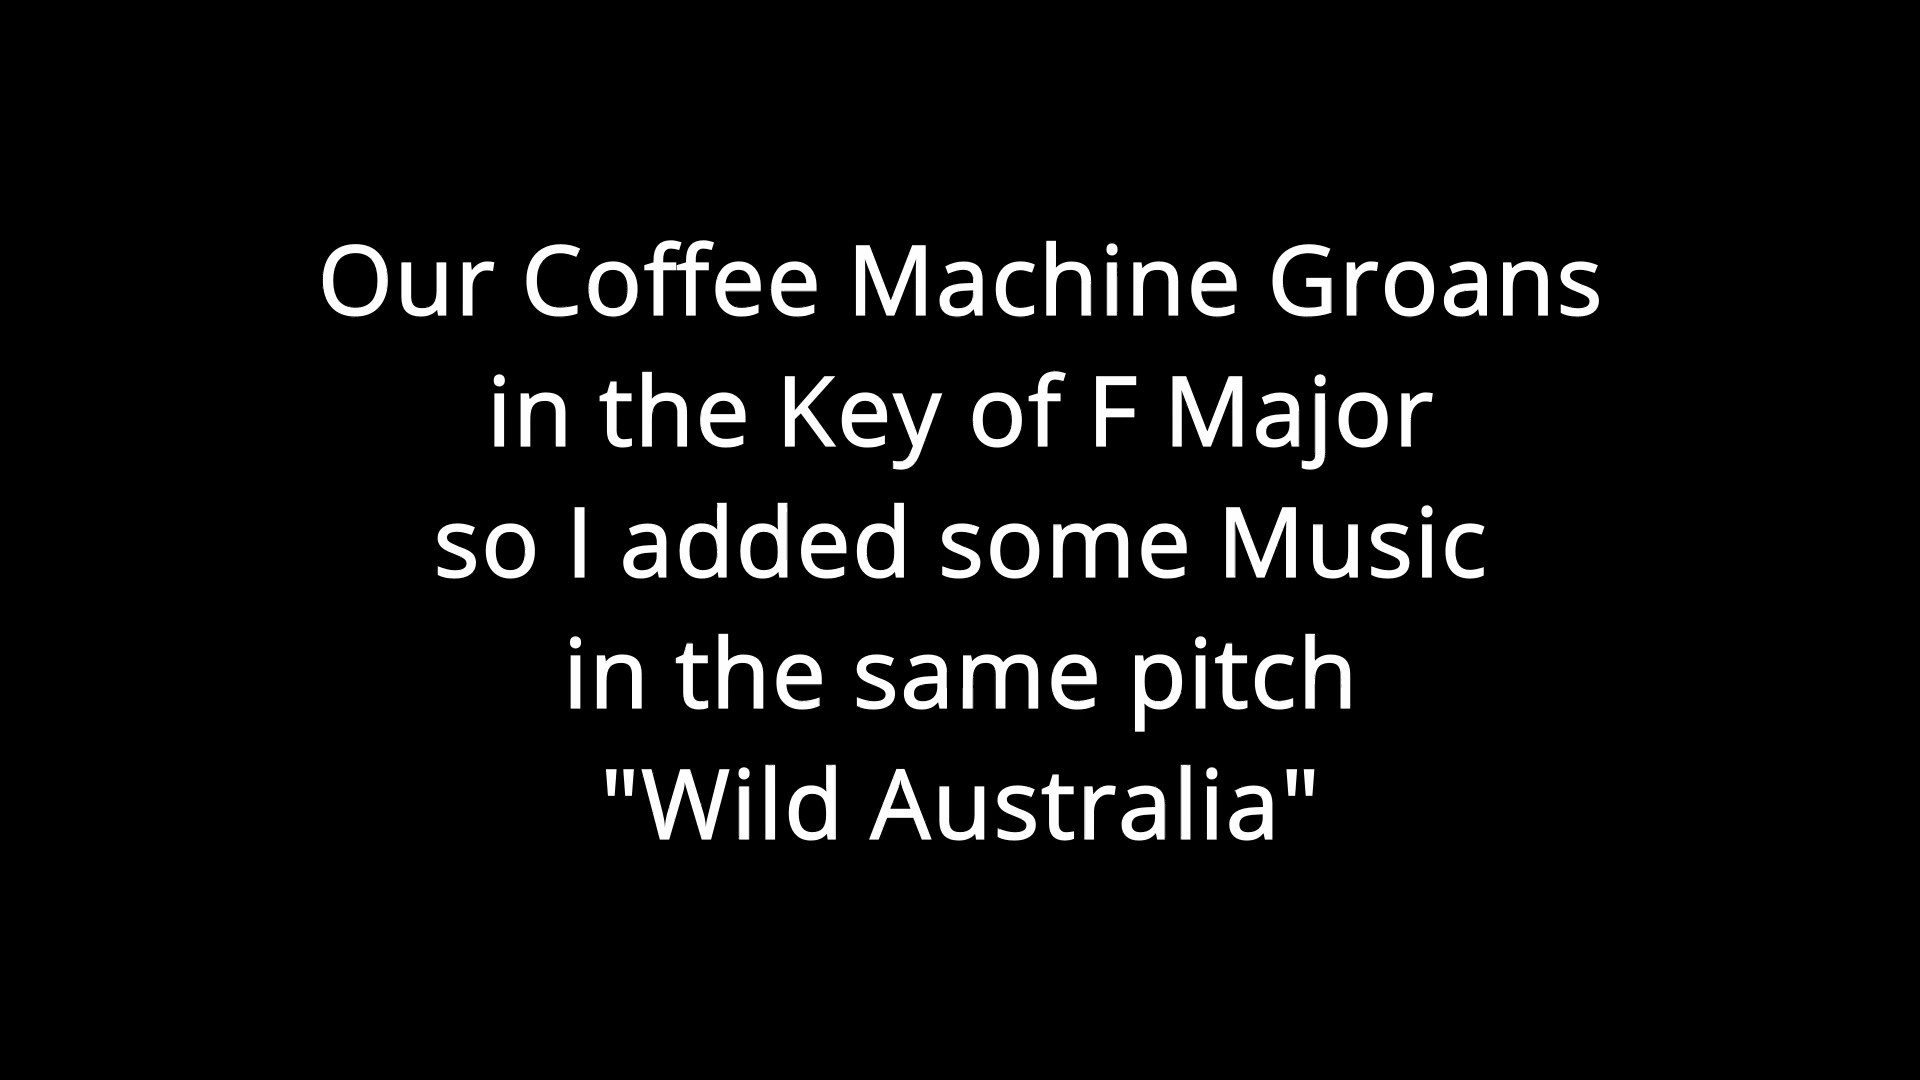 Our Coffee Machine Groans
in the Key of F Major
so I added some Music
in the same pitch
"Wild Australia"